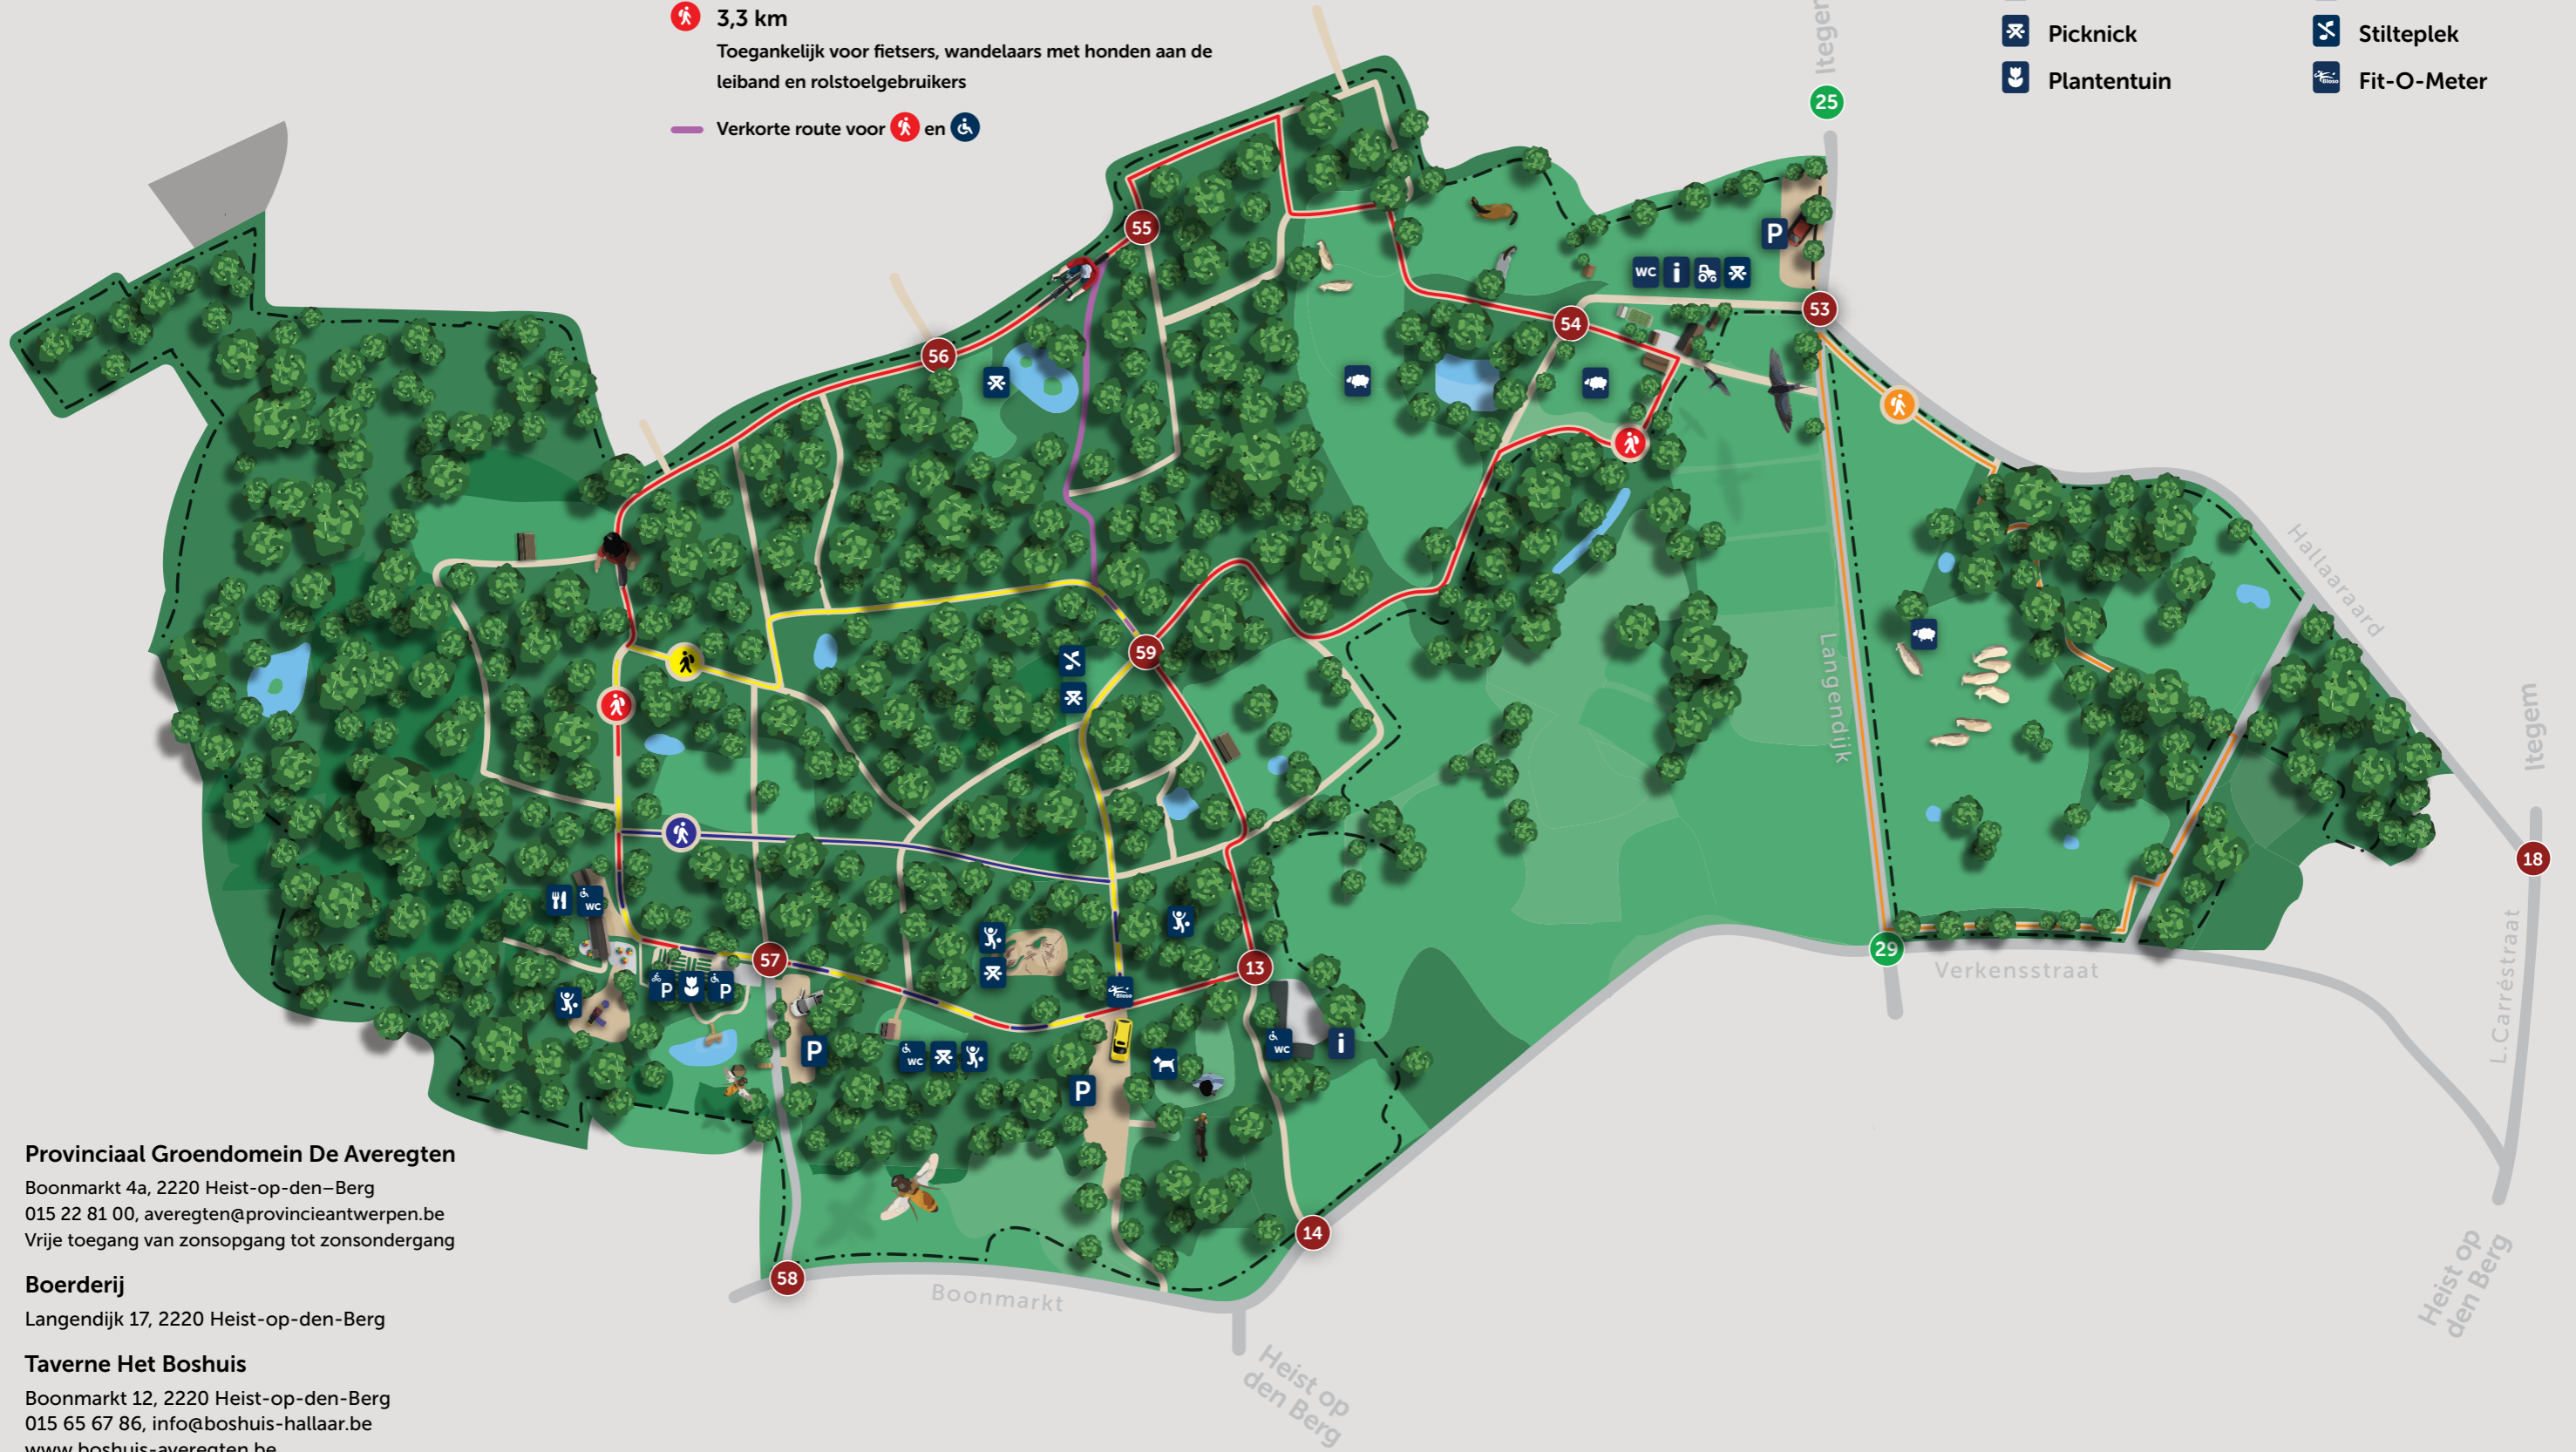 3,3 km
Toegankelijk voor fietsers, wandelaars met honden aan de
leiband en rolstoelgebruikers
Verkorte route voor en
Picknick
Stilteplek
Plantentuin
Bloso
Fit-O-Meter
Itegem
25
55
P
WC i
53
54
56
Hallaaraard
59
Langendijk
Itegem
18
WC
57
P P
13
Bloso
29
Verkensstraat
L.Carréstraat
P
WC
WC
i
P
14
58
Boonmarkt
Heist op
den Berg
Heist op
den Berg
Provinciaal Groendomein De Averegten
Boonmarkt 4a, 2220 Heist-op-den–Berg
015 22 81 00, averegten@provincieantwerpen.be
Vrije toegang van zonsopgang tot zonsondergang
Boerderij
Langendijk 17, 2220 Heist-op-den-Berg
Taverne Het Boshuis
Boonmarkt 12, 2220 Heist-op-den-Berg
015 65 67 86, info@boshuis-hallaar.be
www.boshuis-averegten.be